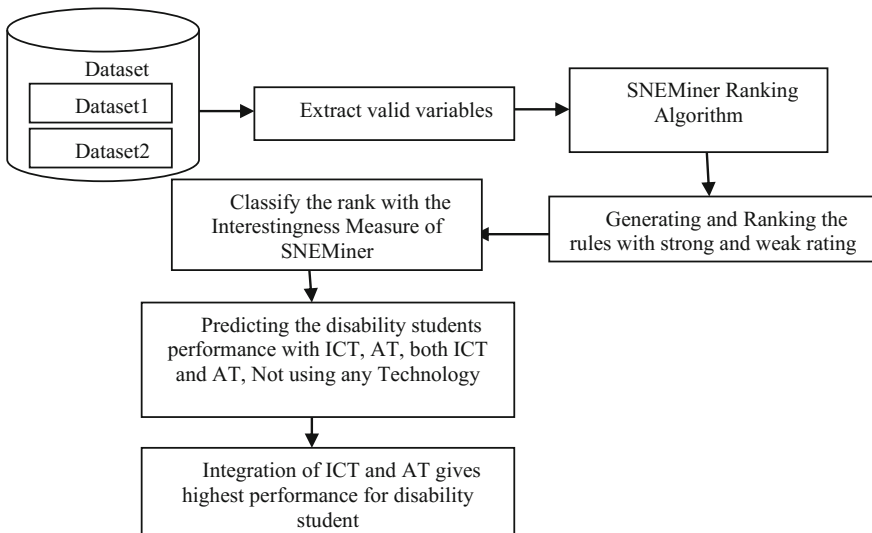 Dataset
Dataset1
Dataset2
Extract valid variables
SNEMiner Ranking
Algorithm
Generating and Ranking the
rules with strong and weak rating
Classify the rank with the
Interestingness Measure of
SNEMiner
Predicting the disability students
performance with ICT, AT, both ICT
and AT, Not using any Technology
Integration of ICT and AT gives
highest performance for disability
student